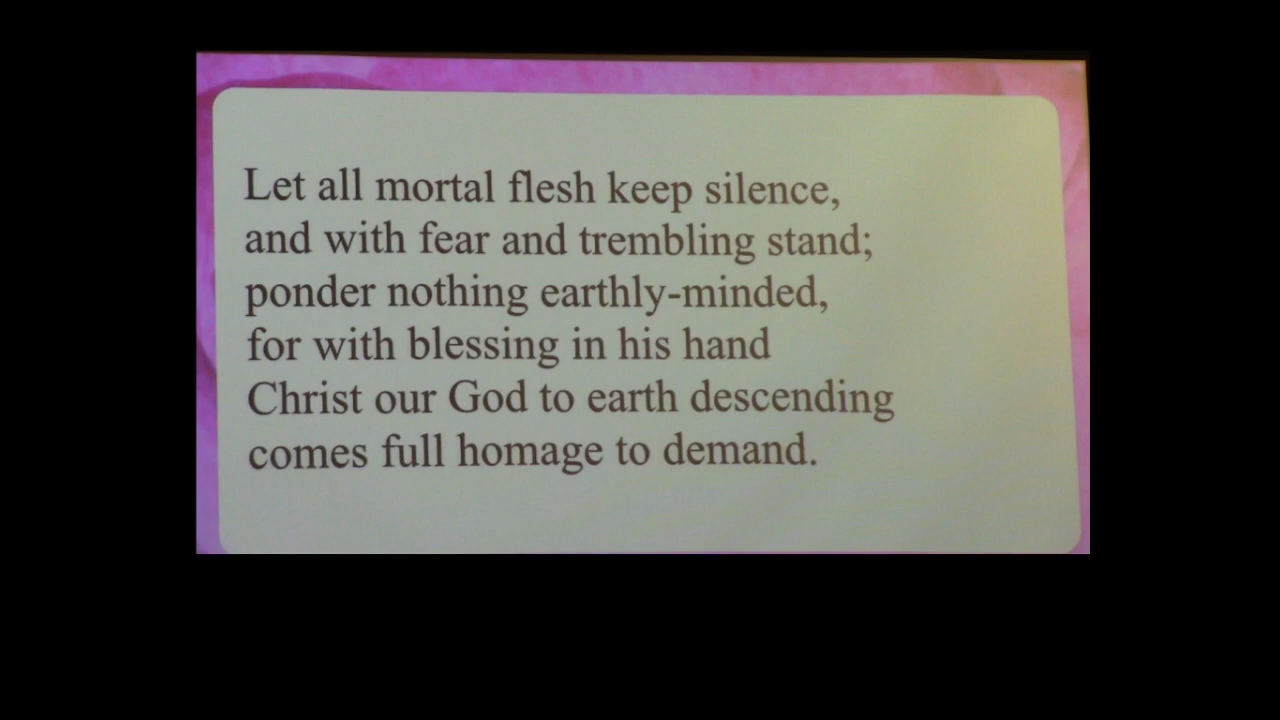 Let all mortal flesh keep silence,
and with fear and trembling stand;
ponder nothing earthly-minded,
for with blessing in his hand
Christ our God to earth descending
comes full homage to demand.